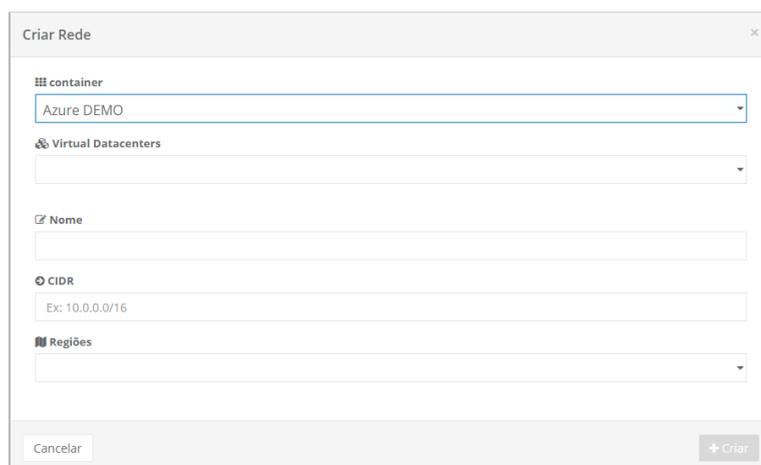 Criar Rede
×
container
Azure DEMO
Virtual Datacenters
Nome
CIDR
Ex: 10.0.0.0/16
Regiões
Cancelar
+ Criar